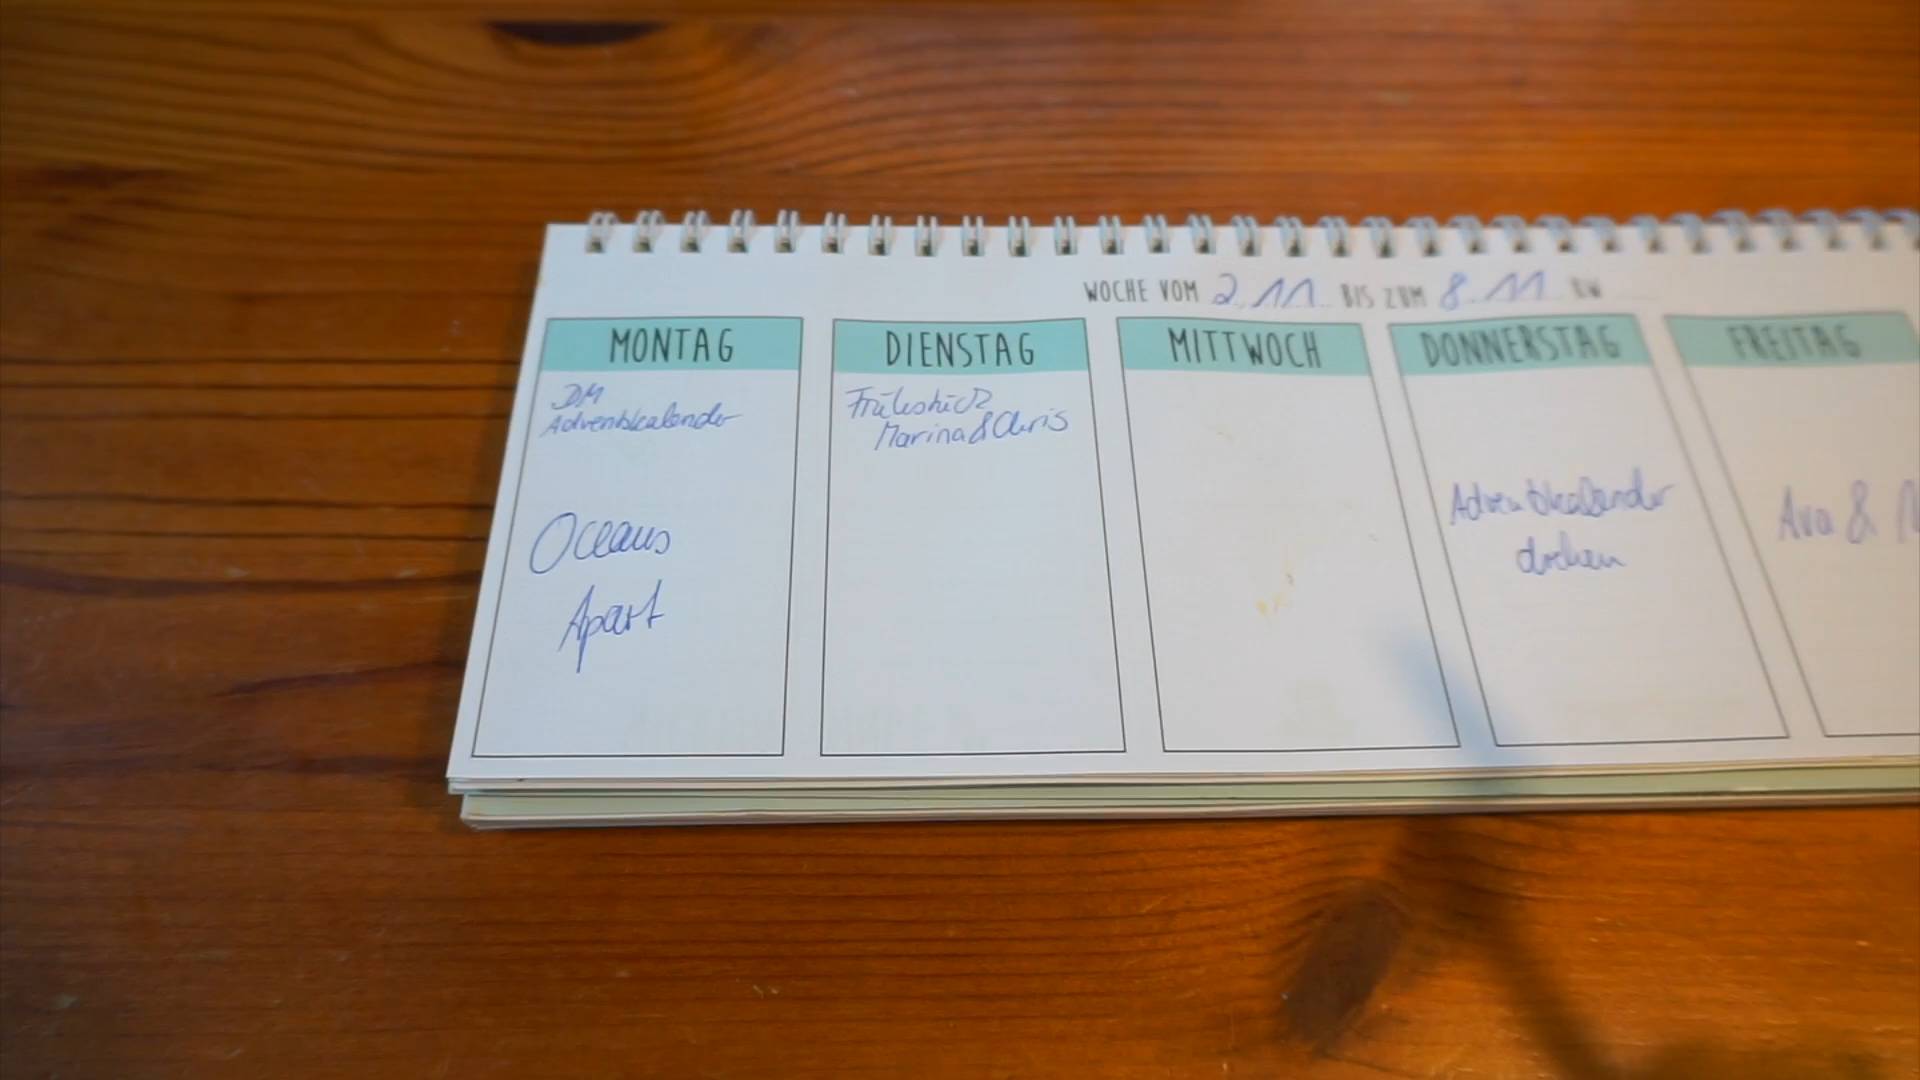 WOCHE VOM 2.11. BIS ZUM 8.11. KW
MONTAG
DM
Adventskalender
Oceans
Apart
DIENSTAG
Frühstück
Marina & Chris
MITTWOCH
DONNERSTAG
Adventskalender
drehen
FREITAG
Ava &